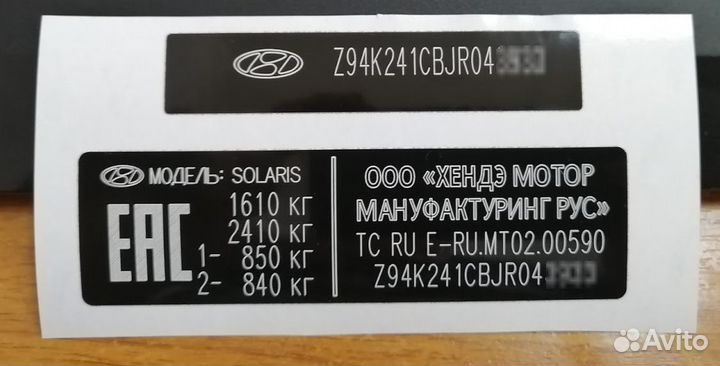 Z94K241CBJR04
МОДЕЛЬ: SOLARIS
EAC
1610 КГ
2410 КГ
1- 850 КГ
2- 840 КГ
ООО «ХЕНДЭ МОТОР
МАНУФАКТУРИНГ РУС»
ТС RU E-RU.MT02.00590
Z94K241CBJR04
Avito